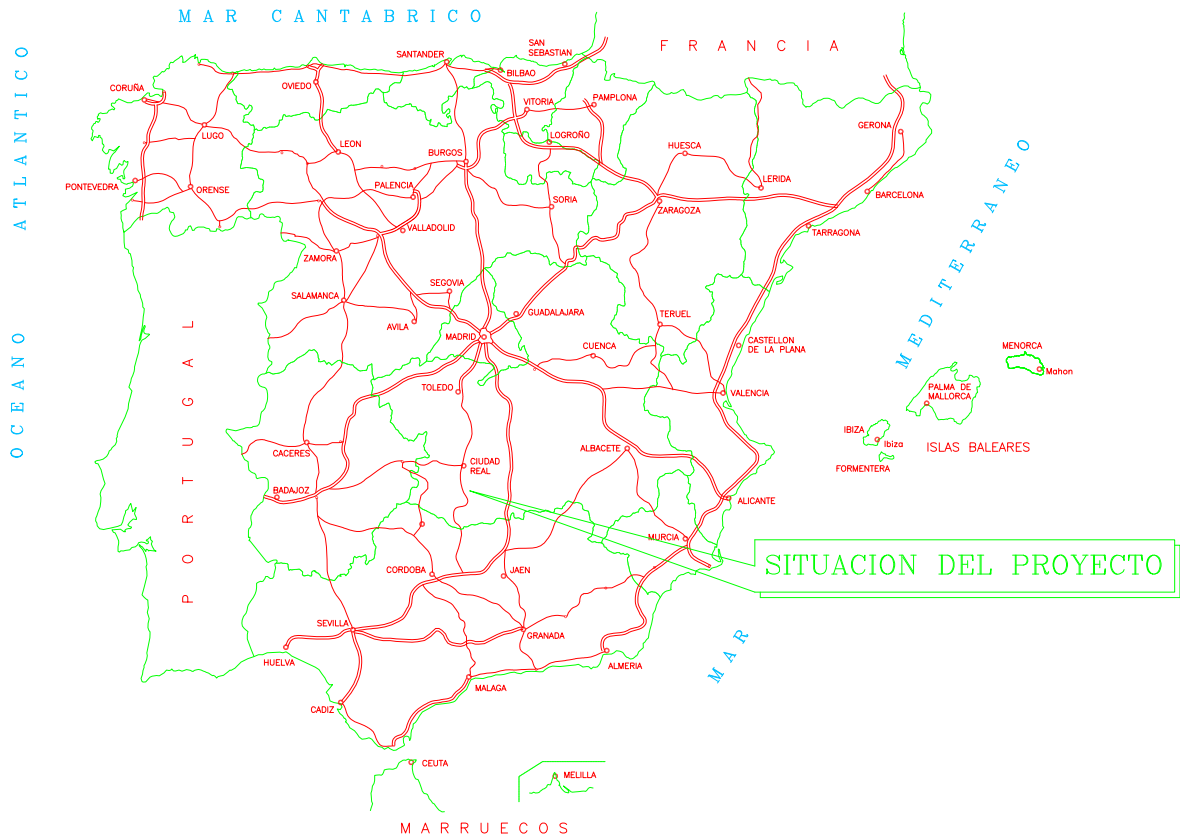 MAR CANTABRICO
OCEANO ATLANTICO
FRANCIA
SAN
SEBASTIAN
SANTANDER
BILBAO
OVIEDO
CORUÑA
VITORIA
PAMPLONA
LUGO
LEON
BURGOS
LOGROÑO
HUESCA
GERONA
PONTEVEDRA
ORENSE
PALENCIA
SORIA
LERIDA
BARCELONA
ZARAGOZA
VALLADOLID
TARRAGONA
ZAMORA
SEGOVIA
SALAMANCA
AVILA
GUADALAJARA
MADRID
TERUEL
CUENCA
CASTELLON
DE LA PLANA
MENORCA
Mahon
TOLEDO
VALENCIA
PALMA DE
MALLORCA
IBIZA
Ibiza
ISLAS BALEARES
FORMENTERA
PORTUGAL
CACERES
ALBACETE
CIUDAD
REAL
BADAJOZ
ALICANTE
MURCIA
SITUACION DEL PROYECTO
CORDOBA
JAEN
SEVILLA
GRANADA
HUELVA
ALMERIA
MAR MEDITERRANEO
MALAGA
CADIZ
CEUTA
MELILLA
MARRUECOS